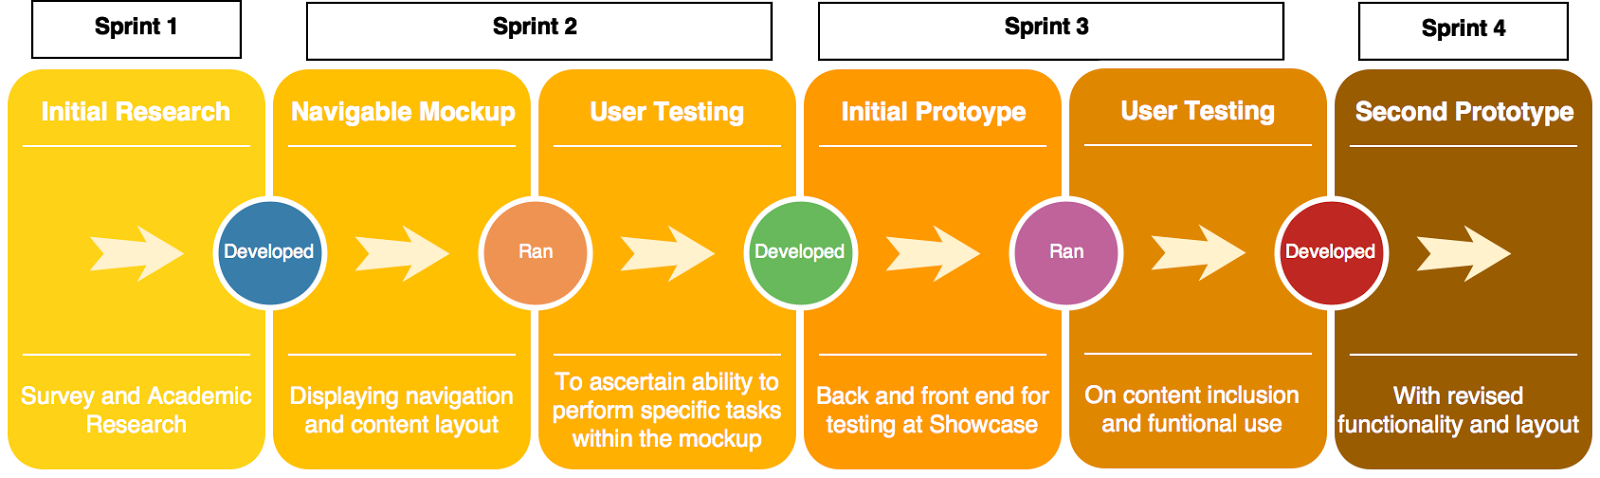 Sprint 1
Sprint 2
Sprint 3
Sprint 4
Initial Research
Navigable Mockup
User Testing
Initial Protoype
User Testing
Second Prototype
Developed
Ran
Developed
Ran
Developed
Survey and Academic
Research
Displaying navigation
and content layout
To ascertain ability to
perform specific tasks
within the mockup
Back and front end for
testing at Showcase
On content inclusion
and funtional use
With revised
functionality and layout